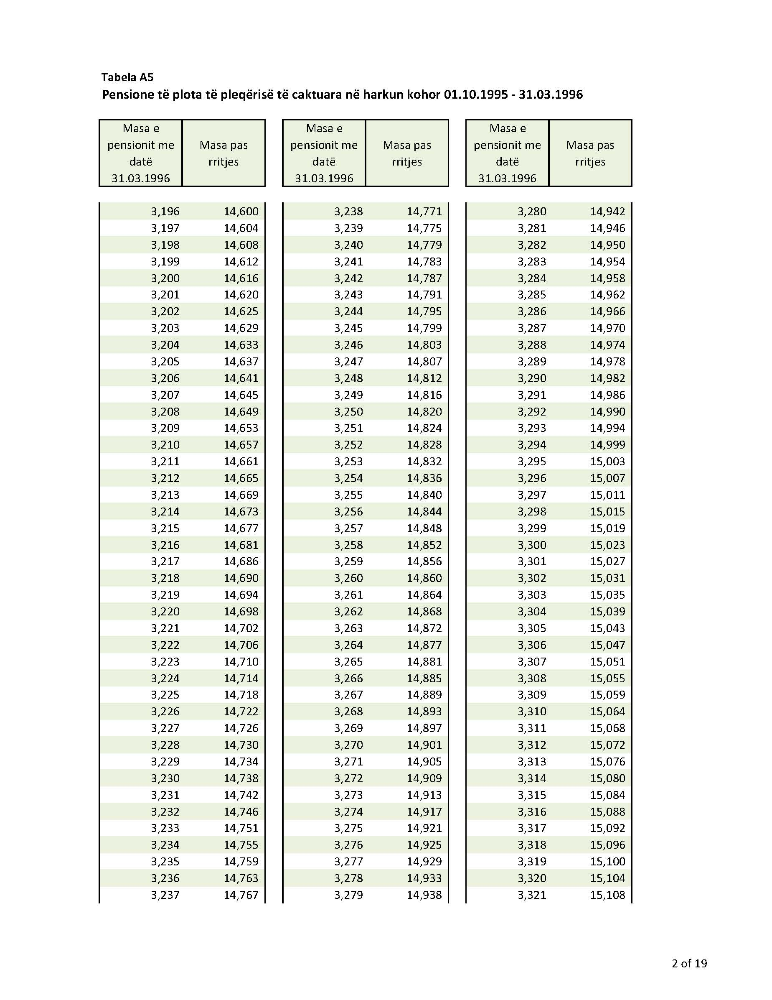 Tabela A5
Pensione të plota të pleqërisë të caktuara në harkun kohor 01.10.1995 - 31.03.1996
Masa e pensionit me datë 31.03.1996 Masa pas rritjes Masa e pensionit me datë 31.03.1996 Masa pas rritjes Masa e pensionit me datë 31.03.1996 Masa pas rritjes
3,196 14,600 3,238 14,771 3,280 14,942
3,197 14,604 3,239 14,775 3,281 14,946
3,198 14,608 3,240 14,779 3,282 14,950
3,199 14,612 3,241 14,783 3,283 14,954
3,200 14,616 3,242 14,787 3,284 14,958
3,201 14,620 3,243 14,791 3,285 14,962
3,202 14,625 3,244 14,795 3,286 14,966
3,203 14,629 3,245 14,799 3,287 14,970
3,204 14,633 3,246 14,803 3,288 14,974
3,205 14,637 3,247 14,807 3,289 14,978
3,206 14,641 3,248 14,812 3,290 14,982
3,207 14,645 3,249 14,816 3,291 14,986
3,208 14,649 3,250 14,820 3,292 14,990
3,209 14,653 3,251 14,824 3,293 14,994
3,210 14,657 3,252 14,828 3,294 14,999
3,211 14,661 3,253 14,832 3,295 15,003
3,212 14,665 3,254 14,836 3,296 15,007
3,213 14,669 3,255 14,840 3,297 15,011
3,214 14,673 3,256 14,844 3,298 15,015
3,215 14,677 3,257 14,848 3,299 15,019
3,216 14,681 3,258 14,852 3,300 15,023
3,217 14,686 3,259 14,856 3,301 15,027
3,218 14,690 3,260 14,860 3,302 15,031
3,219 14,694 3,261 14,864 3,303 15,035
3,220 14,698 3,262 14,868 3,304 15,039
3,221 14,702 3,263 14,872 3,305 15,043
3,222 14,706 3,264 14,877 3,306 15,047
3,223 14,710 3,265 14,881 3,307 15,051
3,224 14,714 3,266 14,885 3,308 15,055
3,225 14,718 3,267 14,889 3,309 15,059
3,226 14,722 3,268 14,893 3,310 15,064
3,227 14,726 3,269 14,897 3,311 15,068
3,228 14,730 3,270 14,901 3,312 15,072
3,229 14,734 3,271 14,905 3,313 15,076
3,230 14,738 3,272 14,909 3,314 15,080
3,231 14,742 3,273 14,913 3,315 15,084
3,232 14,746 3,274 14,917 3,316 15,088
3,233 14,751 3,275 14,921 3,317 15,092
3,234 14,755 3,276 14,925 3,318 15,096
3,235 14,759 3,277 14,929 3,319 15,100
3,236 14,763 3,278 14,933 3,320 15,104
3,237 14,767 3,279 14,938 3,321 15,108
2 of 19